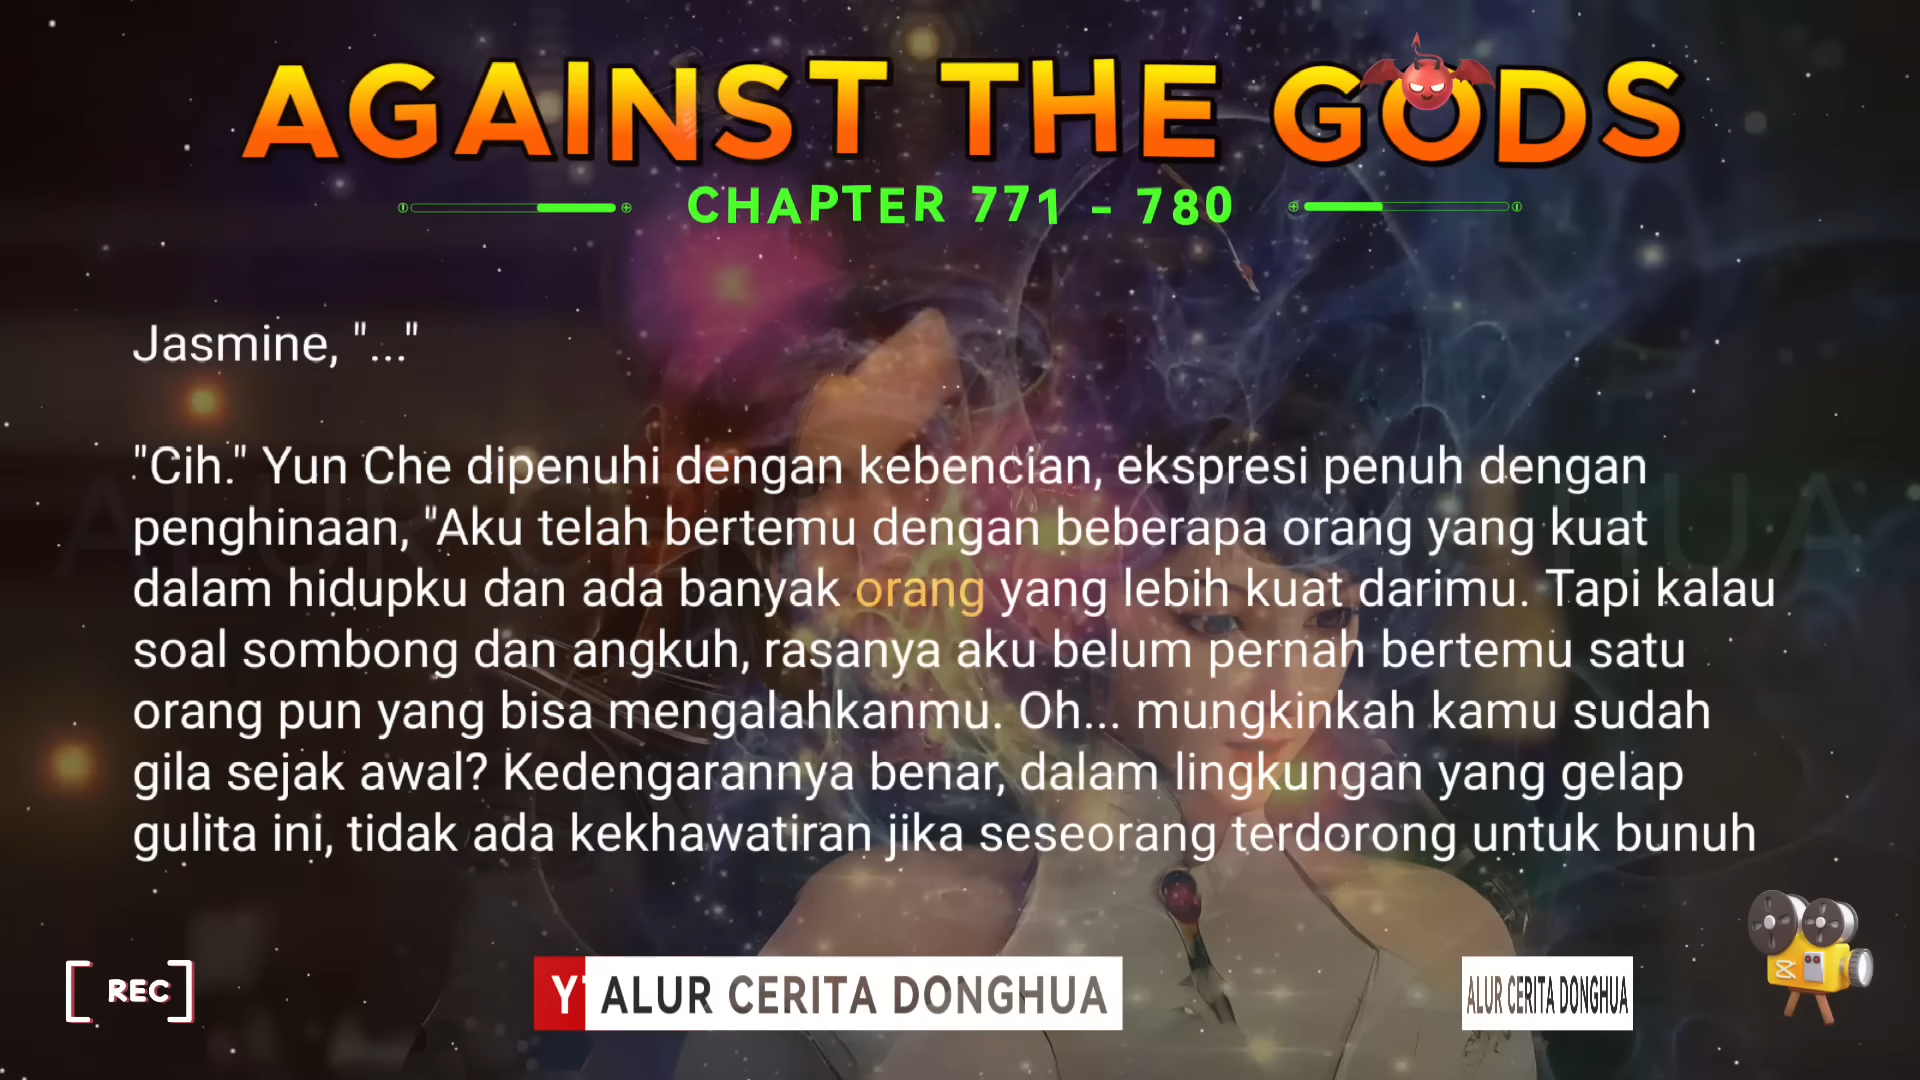 AGAINST THE GODS
CHAPTER 771 - 780
Jasmine, "..."
"Cih." Yun Che dipenuhi dengan kebencian, ekspresi penuh dengan
penghinaan, "Aku telah bertemu dengan beberapa orang yang kuat
dalam hidupku dan ada banyak orang yang lebih kuat darimu. Tapi kalau
soal sombong dan angkuh, rasanya aku belum pernah bertemu satu
orang pun yang bisa mengalahkanmu. Oh... mungkinkah kamu sudah
gila sejak awal? Kedengarannya benar, dalam lingkungan yang gelap
gulita ini, tidak ada kekhawatiran jika seseorang terdorong untuk bunuh
REC
ALUR CERITA DONGHUA
ALUR CERITA DONGHUA